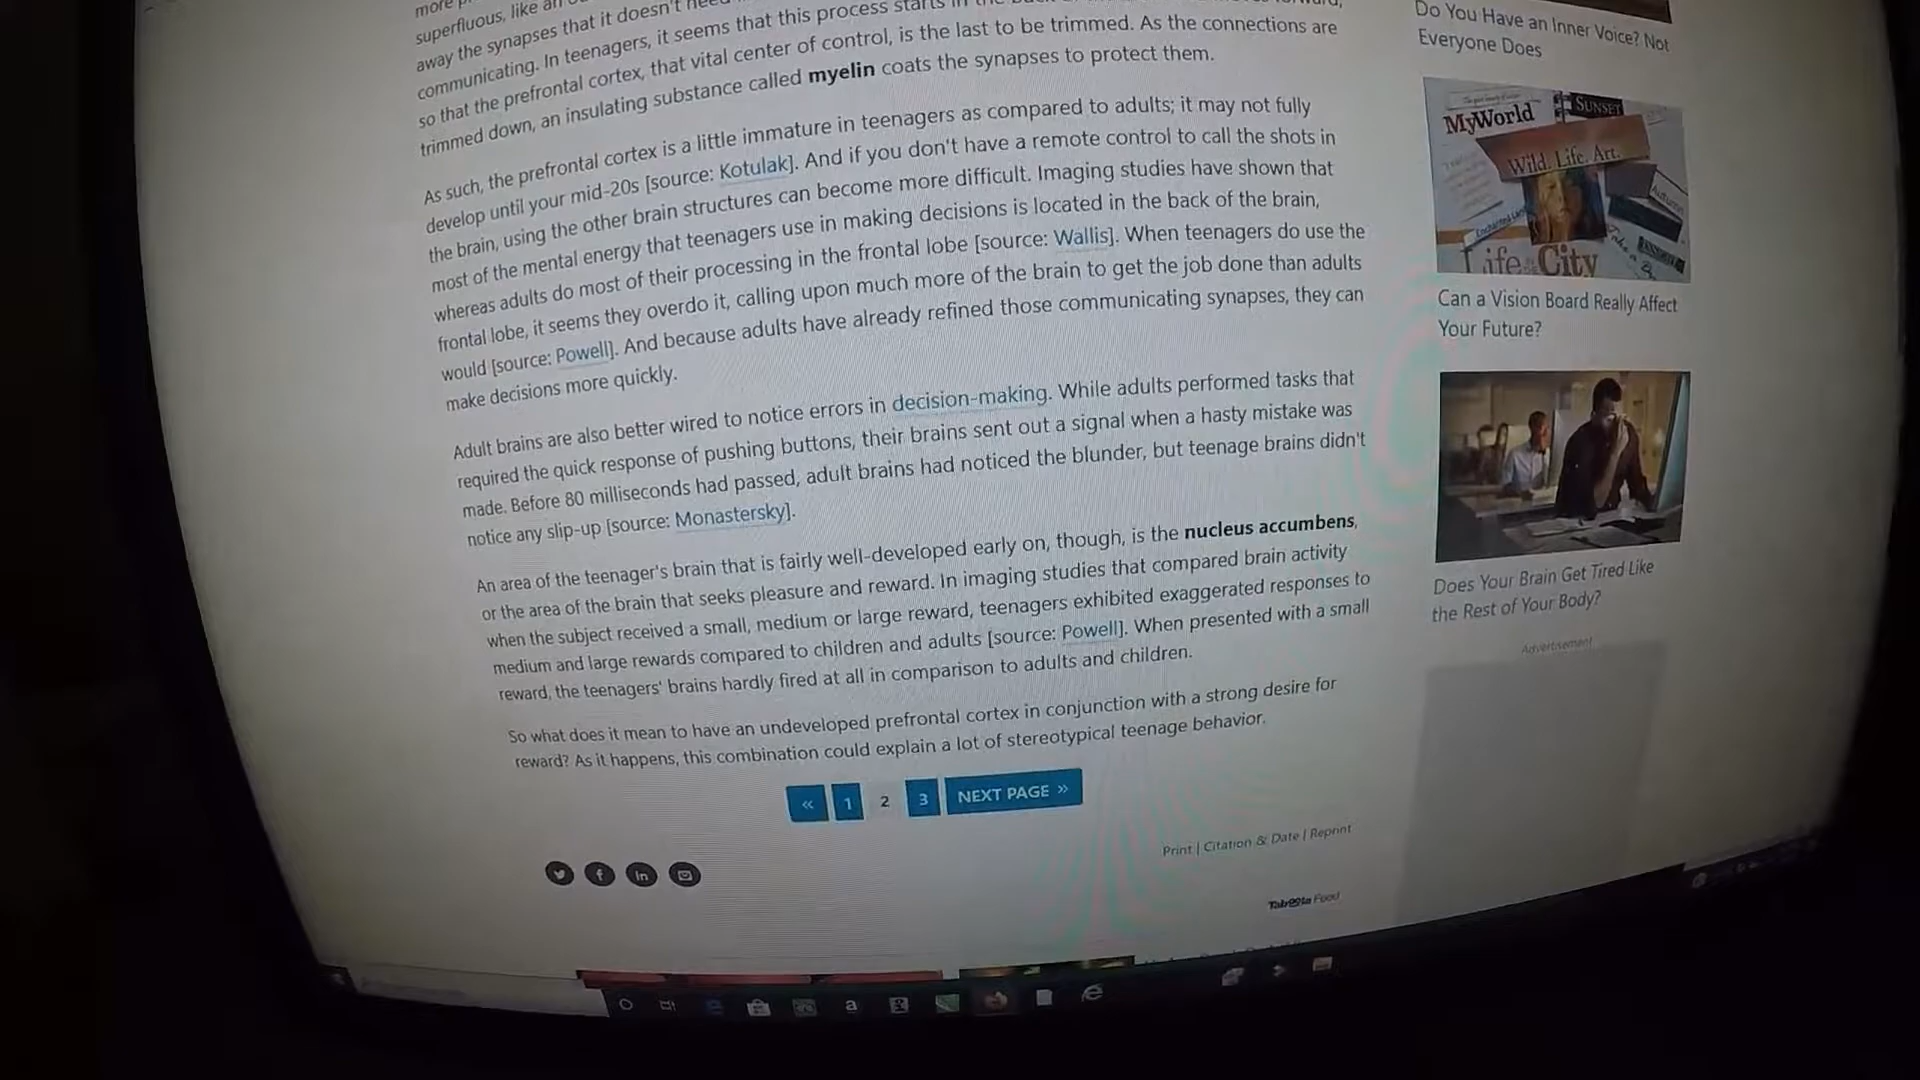 more
superfluous, like an
away the synapses that it doesn't need
communicating. In teenagers, it seems that this process starts in the back of
so that the prefrontal cortex, that vital center of control, is the last to be trimmed. As the connections are
trimmed down, an insulating substance called myelin coats the synapses to protect them.
As such, the prefrontal cortex is a little immature in teenagers as compared to adults; it may not fully
develop until your mid-20s [source: Kotulak]. And if you don't have a remote control to call the shots in
the brain, using the other brain structures can become more difficult. Imaging studies have shown that
most of the mental energy that teenagers use in making decisions is located in the back of the brain,
whereas adults do most of their processing in the frontal lobe [source: Wallis]. When teenagers do use the
frontal lobe, it seems they overdo it, calling upon much more of the brain to get the job done than adults
would [source: Powell]. And because adults have already refined those communicating synapses, they can
make decisions more quickly.
Adult brains are also better wired to notice errors in decision-making. While adults performed tasks that
required the quick response of pushing buttons, their brains sent out a signal when a hasty mistake was
made. Before 80 milliseconds had passed, adult brains had noticed the blunder, but teenage brains didn't
notice any slip-up [source: Monastersky].
An area of the teenager's brain that is fairly well-developed early on, though, is the nucleus accumbens,
or the area of the brain that seeks pleasure and reward. In imaging studies that compared brain activity
when the subject received a small, medium or large reward, teenagers exhibited exaggerated responses to
medium and large rewards compared to children and adults [source: Powell]. When presented with a small
reward, the teenagers' brains hardly fired at all in comparison to adults and children.
So what does it mean to have an undeveloped prefrontal cortex in conjunction with a strong desire for
reward? As it happens, this combination could explain a lot of stereotypical teenage behavior.
« 1 2 3 NEXT PAGE »
Print | Citation & Date | Reprint
Taboola Feed
Do You Have an Inner Voice? Not
Everyone Does
MyWorld
SUNSET
Wild. Life. Art.
Life
City
Can a Vision Board Really Affect
Your Future?
Does Your Brain Get Tired Like
the Rest of Your Body?
Advertisement